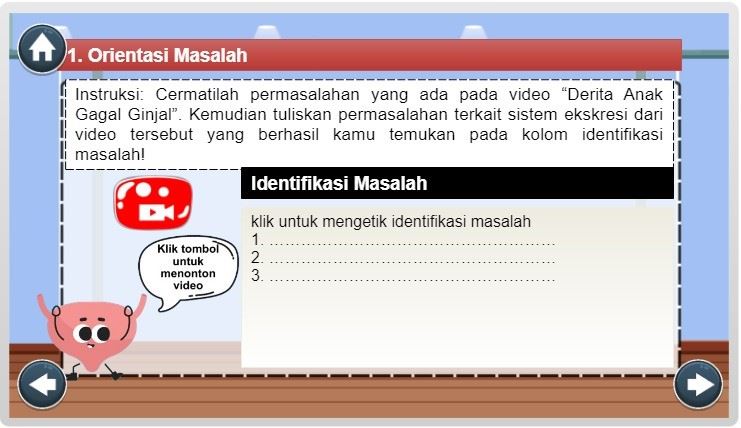 1. Orientasi Masalah
Instruksi: Cermatilah permasalahan yang ada pada video “Derita Anak
Gagal Ginjal”. Kemudian tuliskan permasalahan terkait sistem ekskresi dari
video tersebut yang berhasil kamu temukan pada kolom identifikasi
masalah!
Identifikasi Masalah
klik untuk mengetik identifikasi masalah
1. ……………………………………………….
2. ……………………………………………….
3. ……………………………………………….
Klik tombol
untuk
menonton
video